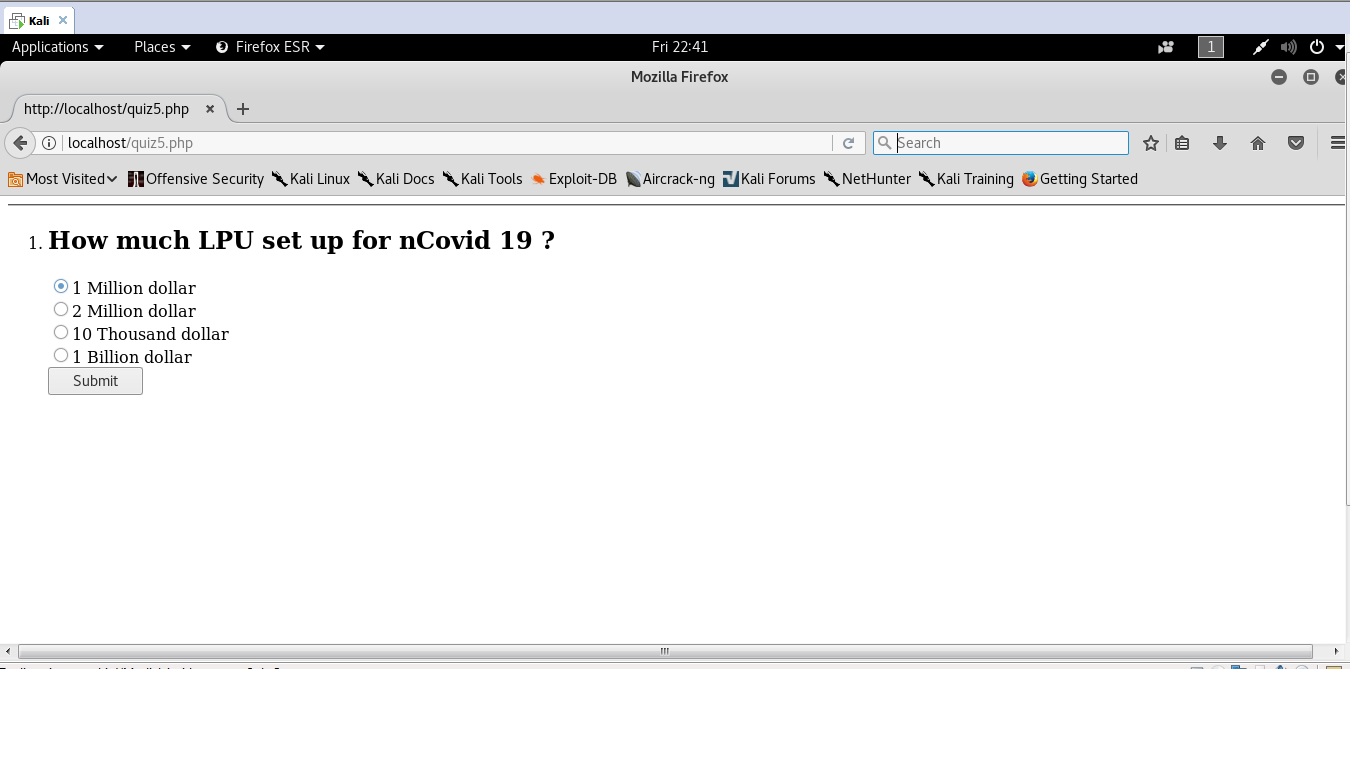 Kali
Applications Places Firefox ESR Fri 22:41 1
Mozilla Firefox
http://localhost/quiz5.php
localhost/quiz5.php Search
Most Visited Offensive Security Kali Linux Kali Docs Kali Tools Exploit-DB Aircrack-ng Kali Forums NetHunter Kali Training Getting Started
1. How much LPU set up for nCovid 19 ?
1 Million dollar
2 Million dollar
10 Thousand dollar
1 Billion dollar
Submit